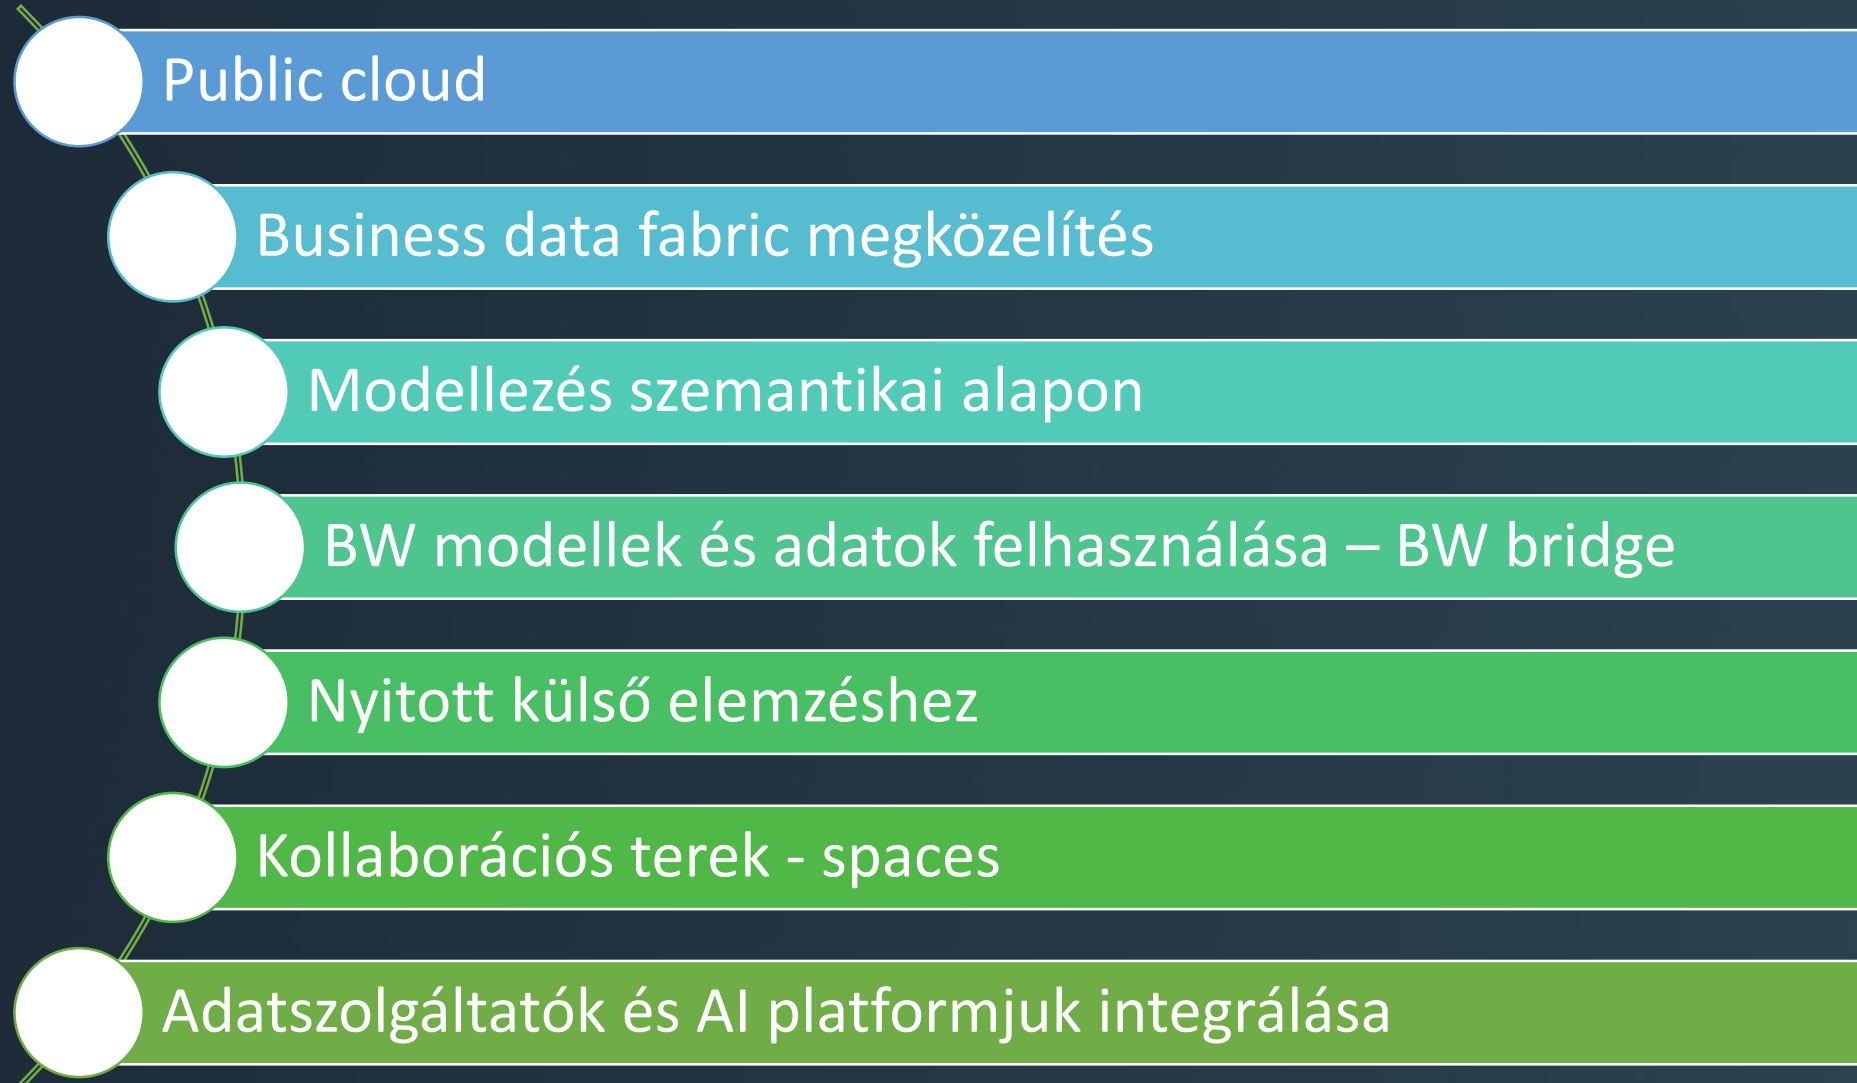 Public cloud
Business data fabric megközelítés
Modellezés szemantikai alapon
BW modellek és adatok felhasználása – BW bridge
Nyitott külső elemzéshez
Kollaborációs terek - spaces
Adatszolgáltatók és AI platformjuk integrálása